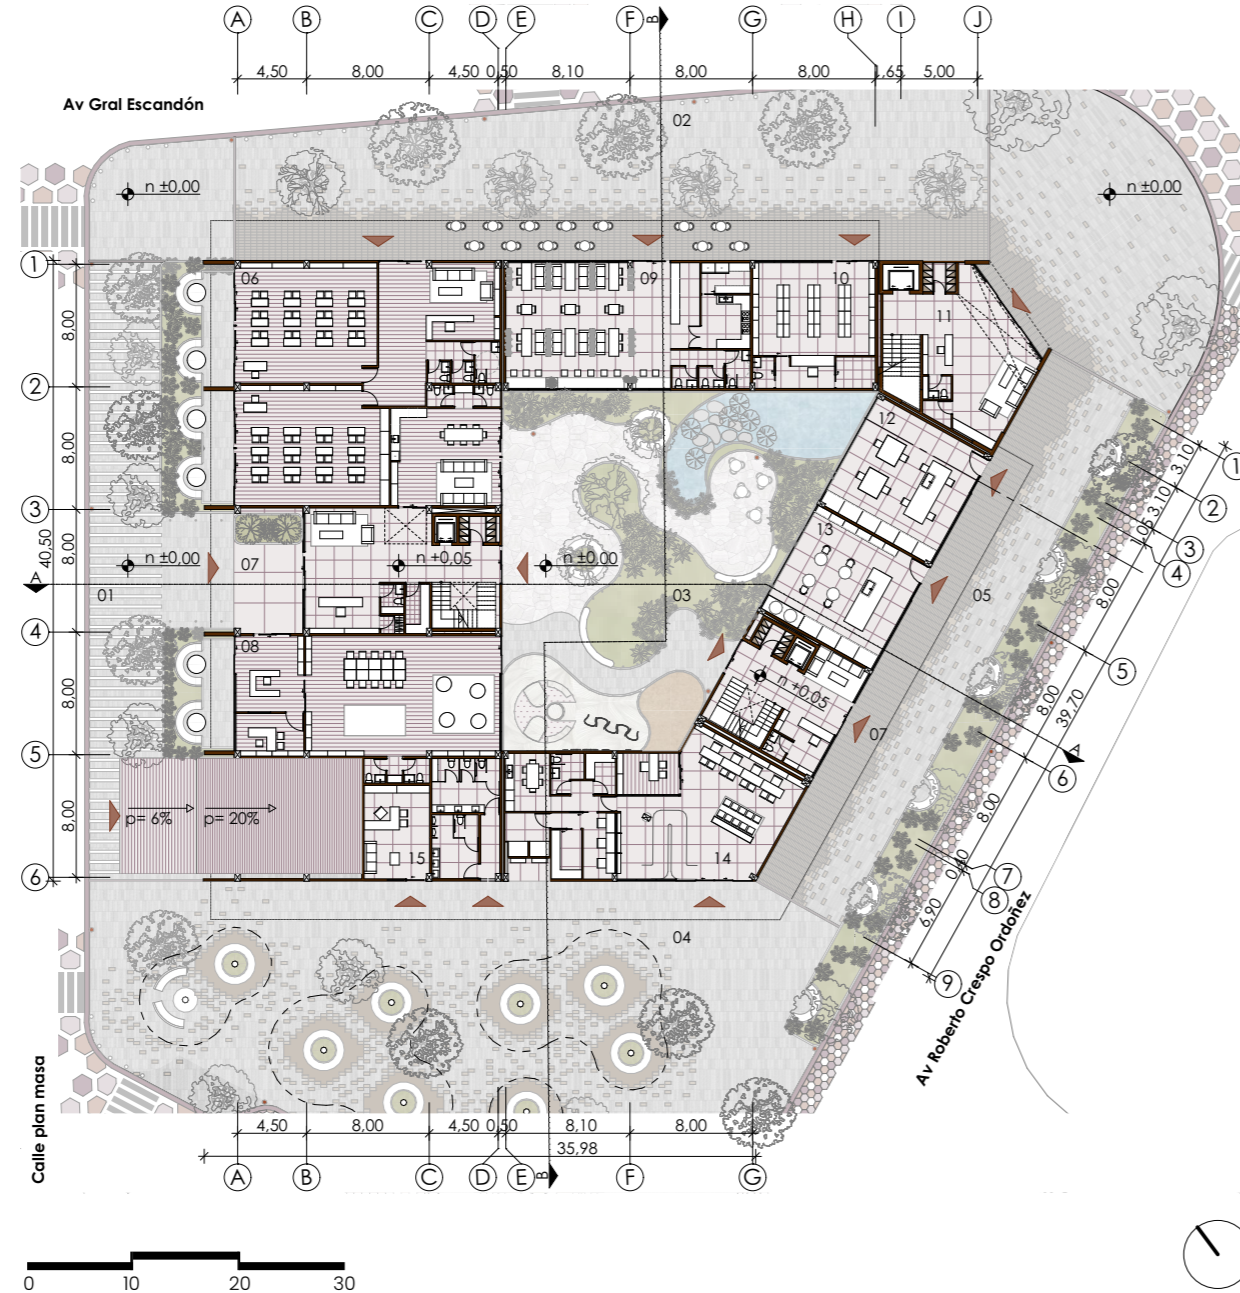 A B C D E F B G H I J
4,50 8,00 4,50 0,50 8,10 8,00 8,00 1,65 5,00
Av Gral Escandón
02
n ±0,00 n ±0,00
1
06 09 10
11
8,00
2
12
8,00
1
3,10
2
3,10
3
3
1,05
4
13
40,50
8,00
n ±0,00 07 n +0,05 n ±0,00
A
01 03 05
8,00
4
08
5
n +0,05
8,00
8,00
39,70
07
A
5
6
8,00
p= 6% p= 20%
8,00
15 14
6
7
0,40
8
6,90
04
9
Av Roberto Crespo Ordoñez
Calle plan masa
4,50 8,00 4,50 0,50 8,10 8,00
35,98
A B C D E B F G
0 10 20 30